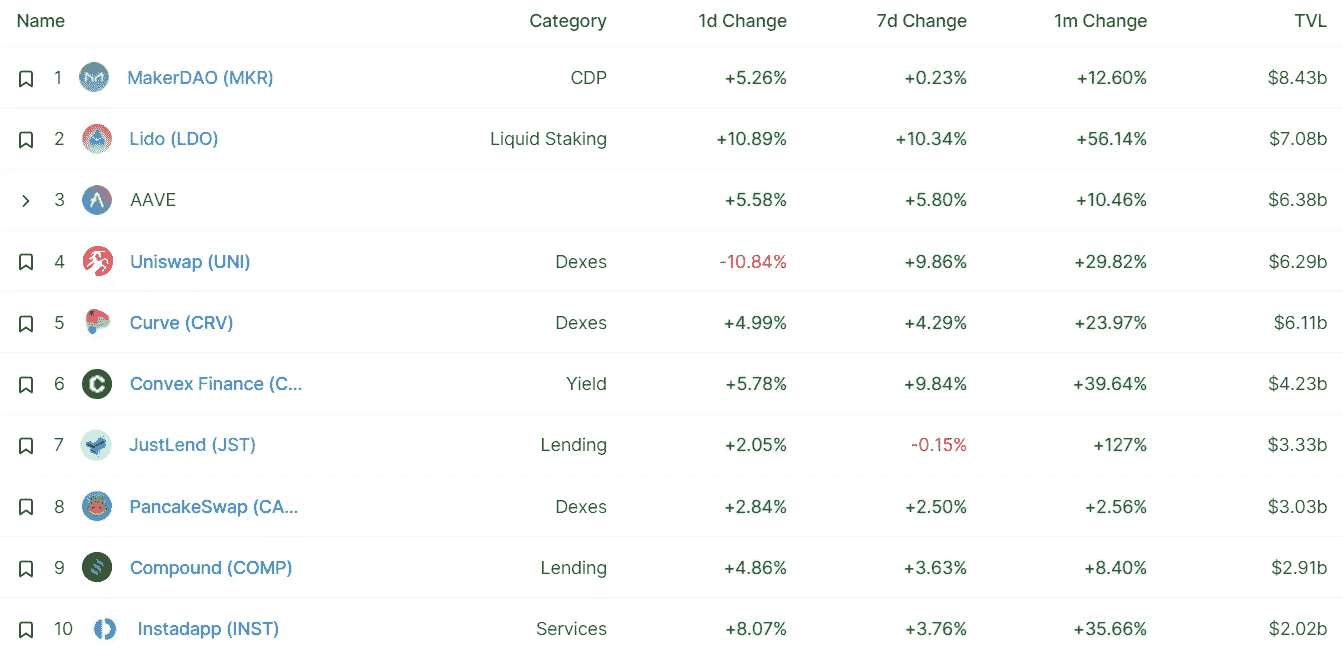 Name Category 1d Change 7d Change 1m Change TVL
1 MakerDAO (MKR) CDP +5.26% +0.23% +12.60% $8.43b
2 Lido (LDO) Liquid Staking +10.89% +10.34% +56.14% $7.08b
3 AAVE +5.58% +5.80% +10.46% $6.38b
4 Uniswap (UNI) Dexes -10.84% +9.86% +29.82% $6.29b
5 Curve (CRV) Dexes +4.99% +4.29% +23.97% $6.11b
6 Convex Finance (C... Yield +5.78% +9.84% +39.64% $4.23b
7 JustLend (JST) Lending +2.05% -0.15% +127% $3.33b
8 PancakeSwap (CA... Dexes +2.84% +2.50% +2.56% $3.03b
9 Compound (COMP) Lending +4.86% +3.63% +8.40% $2.91b
10 Instadapp (INST) Services +8.07% +3.76% +35.66% $2.02b